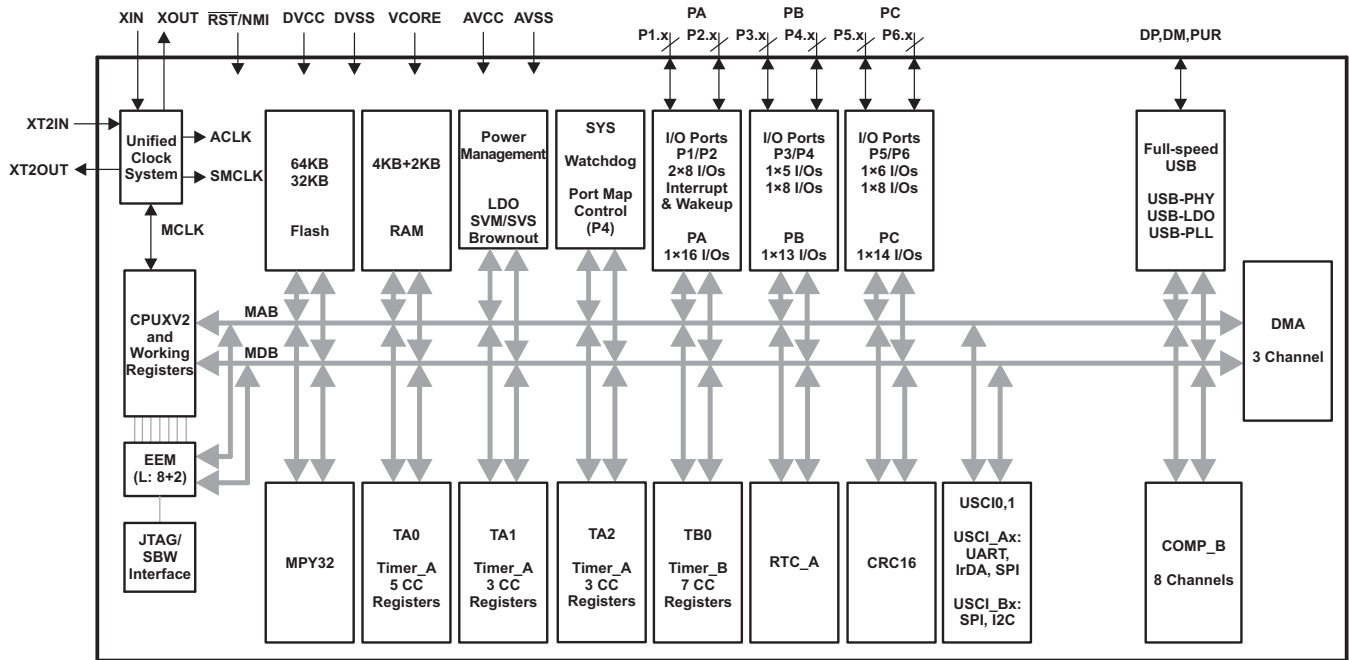 XIN XOUT RST/NMI DVCC DVSS VCORE AVCC AVSS PA PB PC DP,DM,PUR
P1.x P2.x P3.x P4.x P5.x P6.x
XT2IN
XT2OUT
Unified
Clock
System
ACLK
SMCLK
MCLK
64KB
32KB
Flash
4KB+2KB
RAM
Power
Management
LDO
SVM/SVS
Brownout
SYS
Watchdog
Port Map
Control
(P4)
I/O Ports
P1/P2
2×8 I/Os
Interrupt
& Wakeup
PA
1×16 I/Os
I/O Ports
P3/P4
1×5 I/Os
1×8 I/Os
PB
1×13 I/Os
I/O Ports
P5/P6
1×6 I/Os
1×8 I/Os
PC
1×14 I/Os
Full-speed
USB
USB-PHY
USB-LDO
USB-PLL
CPUXV2
and
Working
Registers
MAB
MDB
DMA
3 Channel
EEM
(L: 8+2)
JTAG/
SBW
Interface
MPY32
TA0
Timer_A
5 CC
Registers
TA1
Timer_A
3 CC
Registers
TA2
Timer_A
3 CC
Registers
TB0
Timer_B
7 CC
Registers
RTC_A
CRC16
USCI0,1
USCI_Ax:
UART,
IrDA, SPI
USCI_Bx:
SPI, I2C
COMP_B
8 Channels